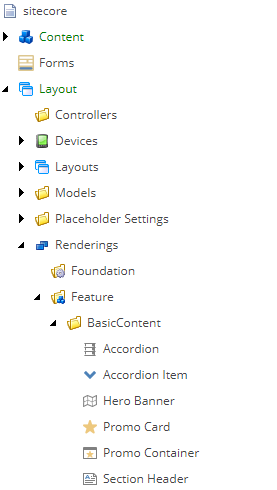 sitecore
Content
Forms
Layout
Controllers
Devices
Layouts
Models
Placeholder Settings
Renderings
Foundation
Feature
BasicContent
Accordion
Accordion Item
Hero Banner
Promo Card
Promo Container
Section Header